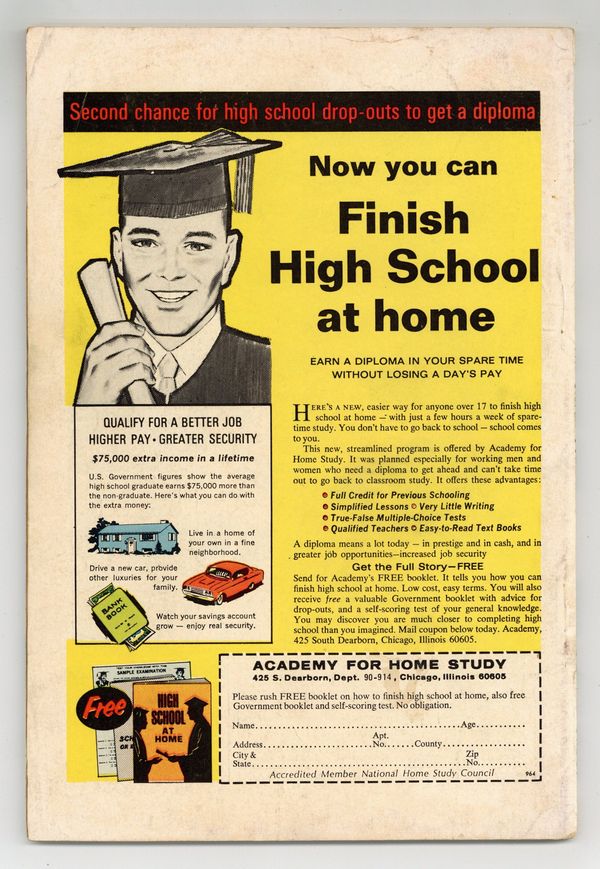 Second chance for high school drop-outs to get a diploma
Now you can
Finish
High School
at home
EARN A DIPLOMA IN YOUR SPARE TIME
WITHOUT LOSING A DAY'S PAY
QUALIFY FOR A BETTER JOB
HIGHER PAY • GREATER SECURITY
$75,000 extra income in a lifetime
U.S. Government figures show the average
high school graduate earns $75,000 more than
the non-graduate. Here's what you can do with
the extra money:
Live in a home of
your own in a fine
neighborhood.
Drive a new car, provide
other luxuries for your
family.
BANK
BOOK
Watch your savings account
grow — enjoy real security.
HERE'S A NEW, easier way for anyone over 17 to finish high
school at home — with just a few hours a week of spare-
time study. You don't have to go back to school — school comes
to you.
This new, streamlined program is offered by Academy for
Home Study. It was planned especially for working men and
women who need a diploma to get ahead and can't take time
out to go back to classroom study. It offers these advantages:
Full Credit for Previous Schooling
Simplified Lessons Very Little Writing
True-False Multiple-Choice Tests
Qualified Teachers Easy-to-Read Text Books
A diploma means a lot today — in prestige and in cash, and in
greater job opportunities—increased job security
Get the Full Story—FREE
Send for Academy's FREE booklet. It tells you how you can
finish high school at home. Low cost, easy terms. You will also
receive free a valuable Government booklet with advice for
drop-outs, and a self-scoring test of your general knowledge.
You may discover you are much closer to completing high
school than you imagined. Mail coupon below today. Academy,
425 South Dearborn, Chicago, Illinois 60605.
SAMPLE EXAMINATION
Free
HIGH
SCHOOL
AT
HOME
ACADEMY FOR HOME STUDY
425 S. Dearborn, Dept. 90-914, Chicago, Illinois 60605
Please rush FREE booklet on how to finish high school at home, also free
Government booklet and self-scoring test. No obligation.
Name Age
Apt.
Address No. County
City & Zip
State No.
Accredited Member National Home Study Council 964